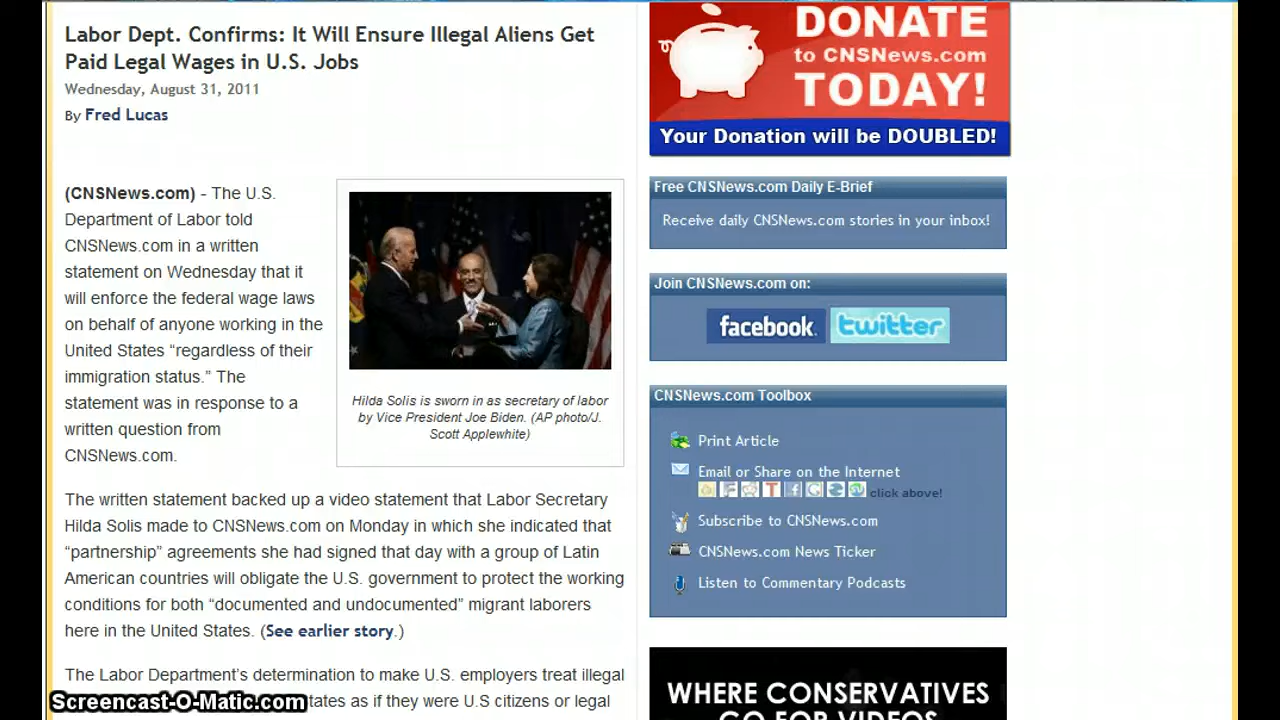 Labor Dept. Confirms: It Will Ensure Illegal Aliens Get
Paid Legal Wages in U.S. Jobs
Wednesday, August 31, 2011
By Fred Lucas
(CNSNews.com) - The U.S.
Department of Labor told
CNSNews.com in a written
statement on Wednesday that it
will enforce the federal wage laws
on behalf of anyone working in the
United States “regardless of their
immigration status.” The
statement was in response to a
written question from
CNSNews.com.
Hilda Solis is sworn in as secretary of labor
by Vice President Joe Biden. (AP photo/J.
Scott Applewhite)
The written statement backed up a video statement that Labor Secretary
Hilda Solis made to CNSNews.com on Monday in which she indicated that
“partnership” agreements she had signed that day with a group of Latin
American countries will obligate the U.S. government to protect the working
conditions for both “documented and undocumented” migrant laborers
here in the United States. (See earlier story.)
The Labor Department’s determination to make U.S. employers treat illegal
tates as if they were U.S citizens or legal
Screencast-O-Matic.com
DONATE
to CNSNews.com
TODAY!
Your Donation will be DOUBLED!
Free CNSNews.com Daily E-Brief
Receive daily CNSNews.com stories in your inbox!
Join CNSNews.com on:
facebook. twitter
CNSNews.com Toolbox
Print Article
Email or Share on the Internet
click above!
Subscribe to CNSNews.com
CNSNews.com News Ticker
Listen to Commentary Podcasts
WHERE CONSERVATIVES
GO FOR VIDEOS